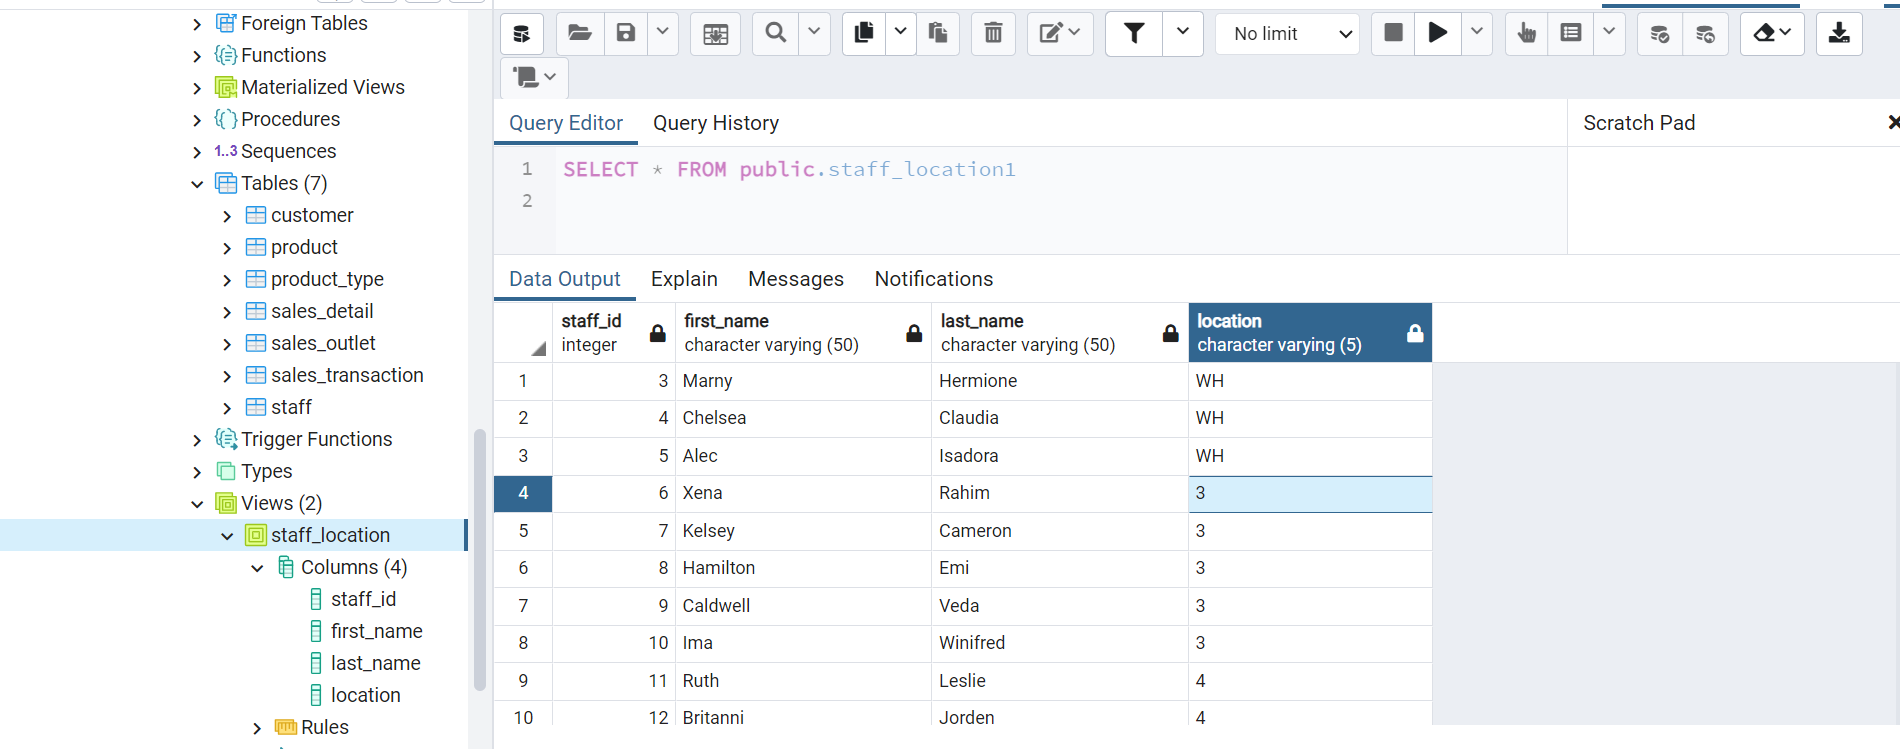 Foreign Tables
Functions
Materialized Views
Procedures
1..3 Sequences
Tables (7)
customer
product
product_type
sales_detail
sales_outlet
sales_transaction
staff
Trigger Functions
Types
Views (2)
staff_location
Columns (4)
staff_id
first_name
last_name
location
Rules
No limit
Query Editor Query History
Scratch Pad
1 SELECT * FROM public.staff_location1
2
Data Output Explain Messages Notifications
staff_id first_name last_name location
integer character varying (50) character varying (50) character varying (5)
1 3 Marny Hermione WH
2 4 Chelsea Claudia WH
3 5 Alec Isadora WH
4 6 Xena Rahim 3
5 7 Kelsey Cameron 3
6 8 Hamilton Emi 3
7 9 Caldwell Veda 3
8 10 Ima Winifred 3
9 11 Ruth Leslie 4
10 12 Britanni Jorden 4